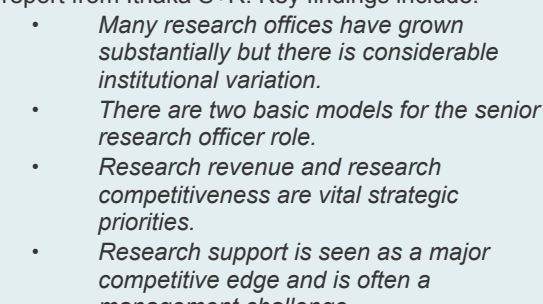 report from Ithaka S+R. Key findings include:
• Many research offices have grown
substantially but there is considerable
institutional variation.
• There are two basic models for the senior
research officer role.
• Research revenue and research
competitiveness are vital strategic
priorities.
• Research support is seen as a major
competitive edge and is often a
management challenge